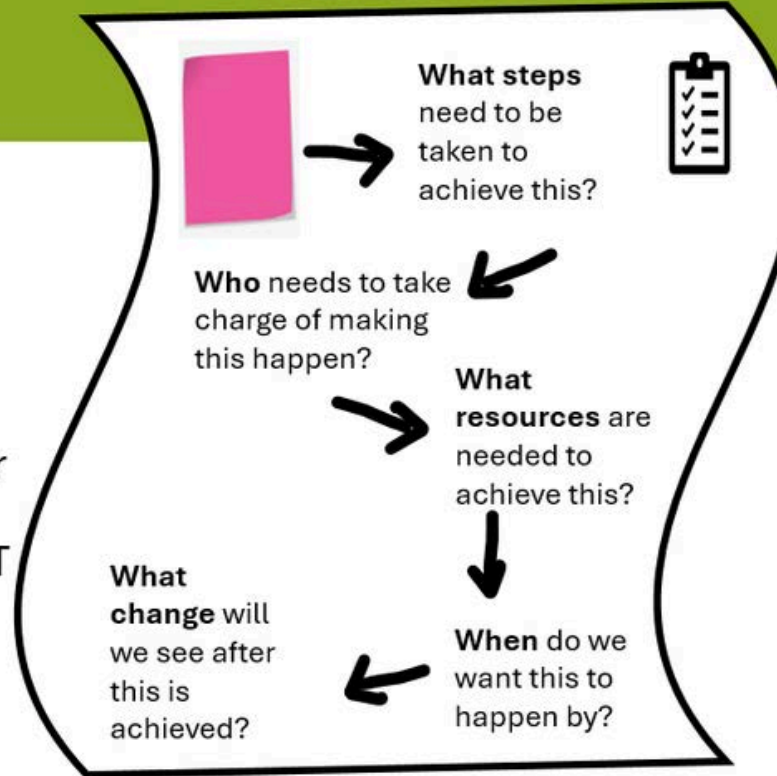 What steps
need to be
taken to
achieve this?
Who needs to take
charge of making
this happen?
What
resources are
needed to
achieve this?
When do we
want this to
happen by?
What
change will
we see after
this is
achieved?